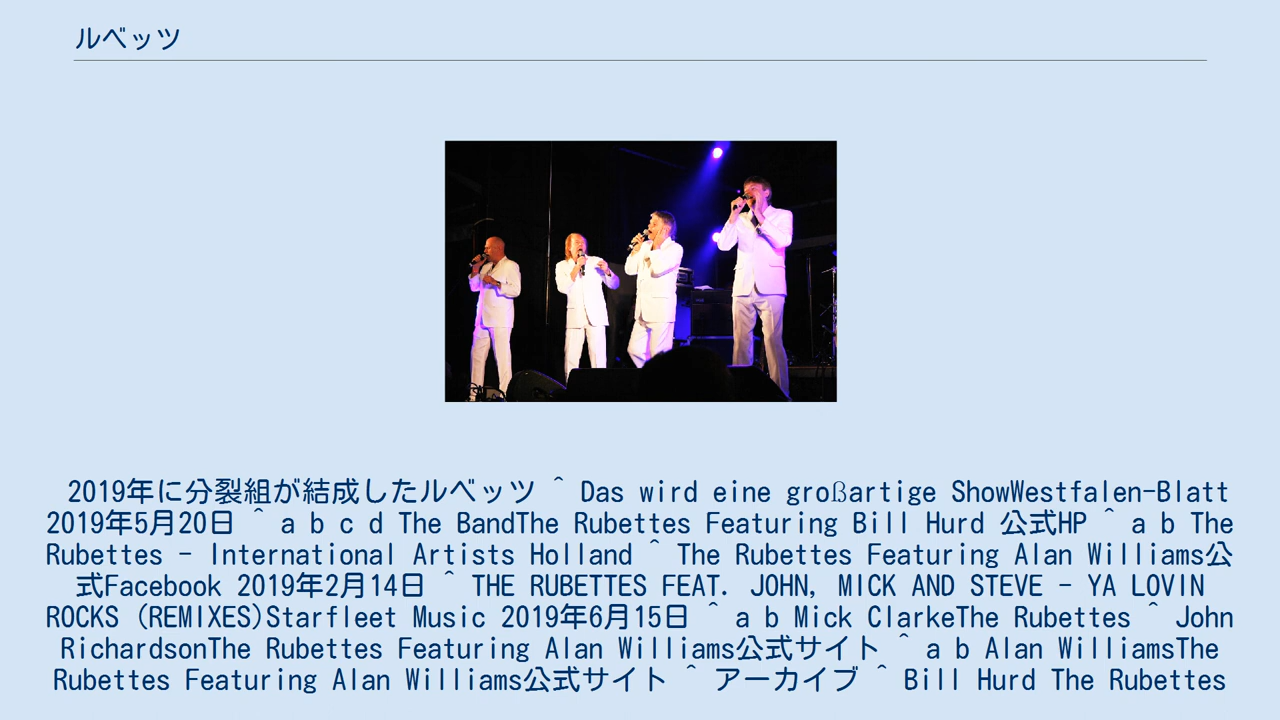 ルベッツ
2019年に分裂組が結成したルベッツ ^ Das wird eine großartige ShowWestfalen-Blatt
2019年5月20日 ^ a b c d The BandThe Rubettes Featuring Bill Hurd 公式HP ^ a b The
Rubettes - International Artists Holland ^ The Rubettes Featuring Alan Williams公
式Facebook 2019年2月14日 ^ THE RUBETTES FEAT. JOHN, MICK AND STEVE - YA LOVIN
ROCKS (REMIXES)Starfleet Music 2019年6月15日 ^ a b Mick ClarkeThe Rubettes ^ John
RichardsonThe Rubettes Featuring Alan Williams公式サイト ^ a b Alan WilliamsThe
Rubettes Featuring Alan Williams公式サイト ^ アーカイブ ^ Bill Hurd The Rubettes